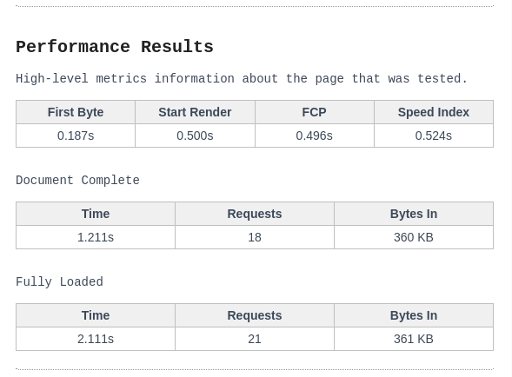 Performance Results
High-level metrics information about the page that was tested.
First Byte Start Render FCP Speed Index
0.187s 0.500s 0.496s 0.524s
Document Complete
Time Requests Bytes In
1.211s 18 360 KB
Fully Loaded
Time Requests Bytes In
2.111s 21 361 KB